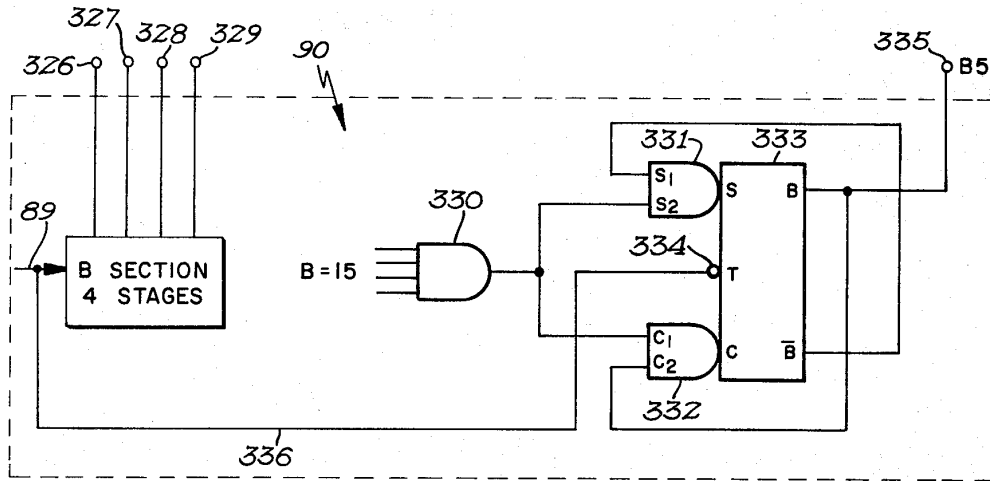 326
327
328
329
90
335
B5
89
B SECTION
4 STAGES
330
B=15
331
S1
S2
333
S
B
334
T
C1
C2
C
B̅
332
336